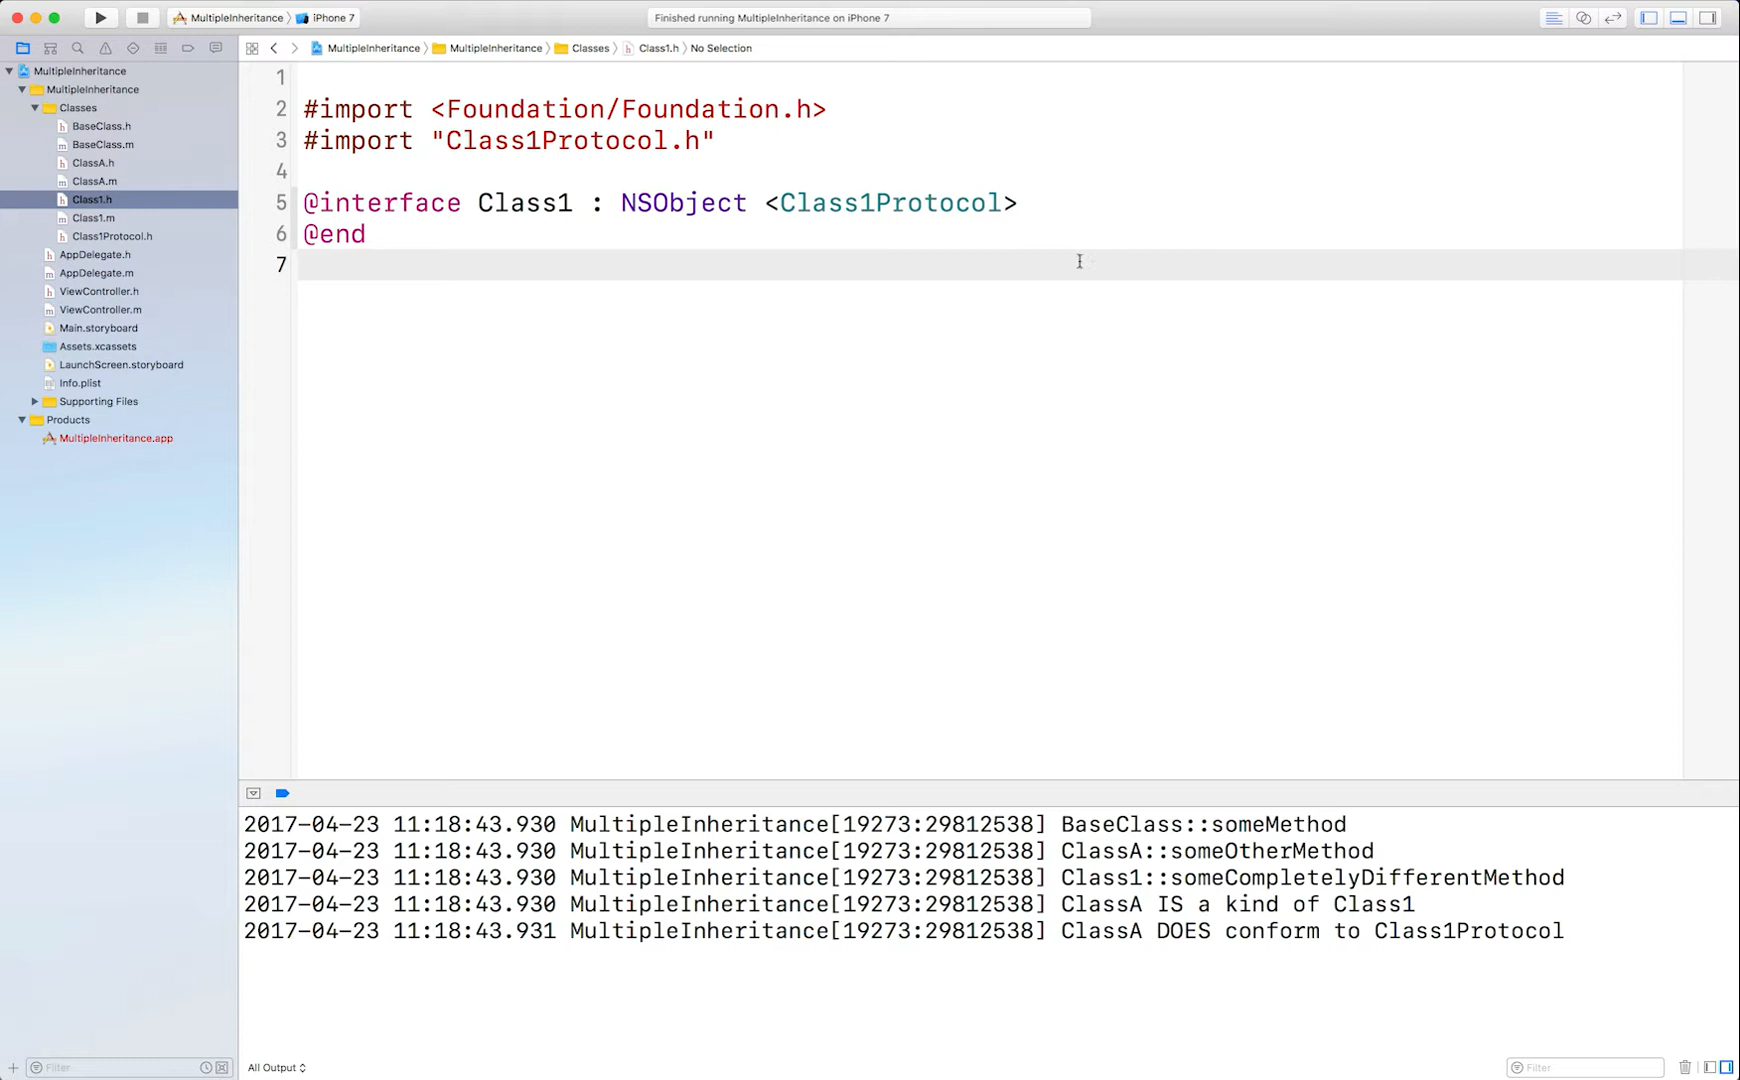 MultipleInheritance 〉 iPhone 7
Finished running MultipleInheritance on iPhone 7
MultipleInheritance 〉 MultipleInheritance 〉 Classes 〉 Class1.h 〉 No Selection
MultipleInheritance
MultipleInheritance
Classes
BaseClass.h
BaseClass.m
ClassA.h
ClassA.m
Class1.h
Class1.m
Class1Protocol.h
AppDelegate.h
AppDelegate.m
ViewController.h
ViewController.m
Main.storyboard
Assets.xcassets
LaunchScreen.storyboard
Info.plist
Supporting Files
Products
MultipleInheritance.app
1
2 #import <Foundation/Foundation.h>
3 #import "Class1Protocol.h"
4
5 @interface Class1 : NSObject <Class1Protocol>
6 @end
7
2017-04-23 11:18:43.930 MultipleInheritance[19273:29812538] BaseClass::someMethod
2017-04-23 11:18:43.930 MultipleInheritance[19273:29812538] ClassA::someOtherMethod
2017-04-23 11:18:43.930 MultipleInheritance[19273:29812538] Class1::someCompletelyDifferentMethod
2017-04-23 11:18:43.930 MultipleInheritance[19273:29812538] ClassA IS a kind of Class1
2017-04-23 11:18:43.931 MultipleInheritance[19273:29812538] ClassA DOES conform to Class1Protocol
Filter
All Output
Filter